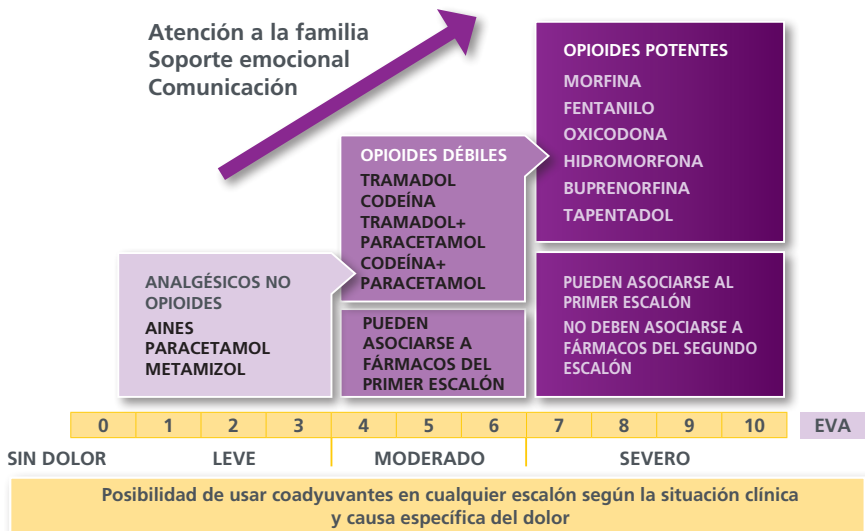 Atención a la familia
Soporte emocional
Comunicación
ANALGÉSICOS NO
OPIOIDES
AINES
PARACETAMOL
METAMIZOL
OPIOIDES DÉBILES
TRAMADOL
CODEÍNA
TRAMADOL+
PARACETAMOL
CODEÍNA+
PARACETAMOL
PUEDEN
ASOCIARSE A
FÁRMACOS DEL
PRIMER ESCALÓN
OPIOIDES POTENTES
MORFINA
FENTANILO
OXICODONA
HIDROMORFONA
BUPRENORFINA
TAPENTADOL
PUEDEN ASOCIARSE AL
PRIMER ESCALÓN
NO DEBEN ASOCIARSE A
FÁRMACOS DEL SEGUNDO
ESCALÓN
0 1 2 3 4 5 6 7 8 9 10 EVA
SIN DOLOR LEVE MODERADO SEVERO
Posibilidad de usar coadyuvantes en cualquier escalón según la situación clínica
y causa específica del dolor